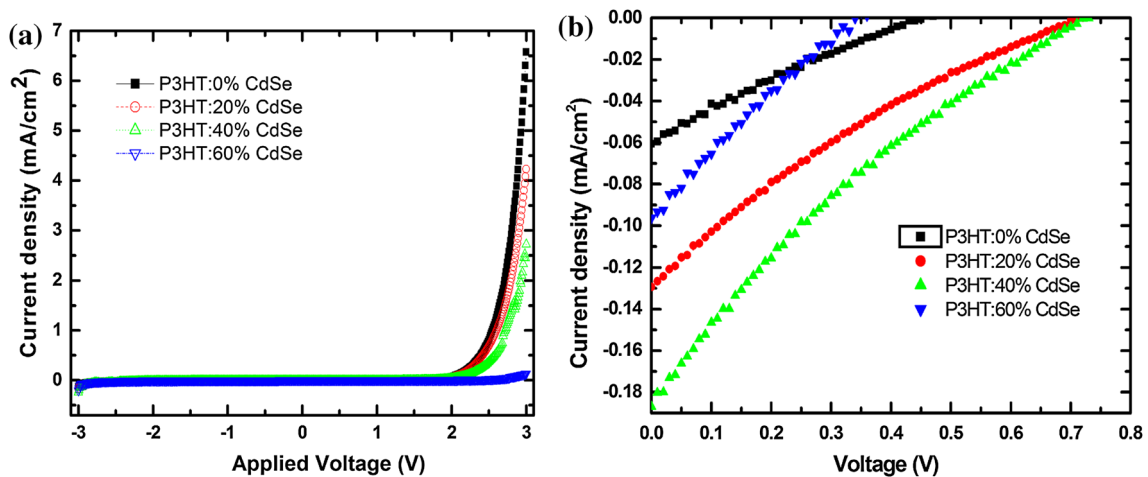 (a)
7
6
5
4
3
2
1
0
Current density (mA/cm²)
P3HT:0% CdSe
P3HT:20% CdSe
P3HT:40% CdSe
P3HT:60% CdSe
-3 -2 -1 0 1 2 3
Applied Voltage (V)
(b)
0.00
-0.02
-0.04
-0.06
-0.08
-0.10
-0.12
-0.14
-0.16
-0.18
Current density (mA/cm²)
P3HT:0% CdSe
P3HT:20% CdSe
P3HT:40% CdSe
P3HT:60% CdSe
0.0 0.1 0.2 0.3 0.4 0.5 0.6 0.7 0.8
Voltage (V)